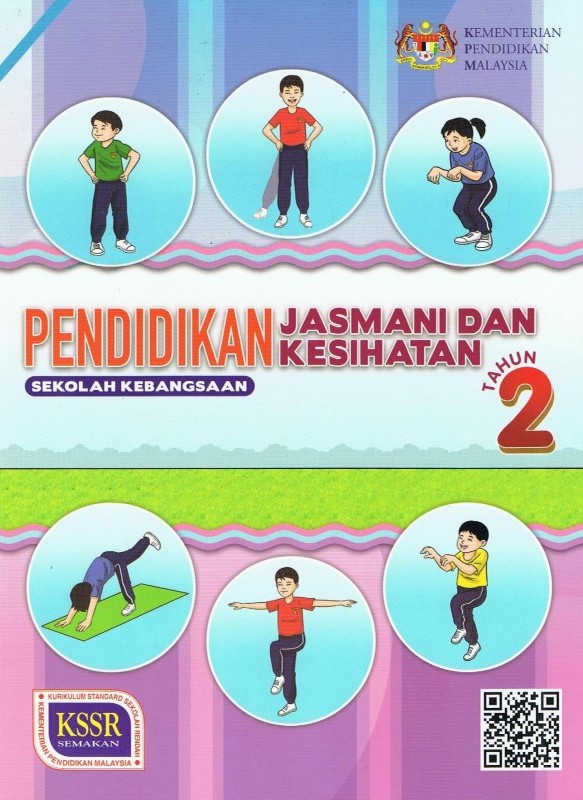 KEMENTERIAN
PENDIDIKAN
MALAYSIA
PENDIDIKAN JASMANI DAN
KESIHATAN
SEKOLAH KEBANGSAAN
TAHUN
2
KURIKULUM STANDARD SEKOLAH RENDAH
KSSR
SEMAKAN
KEMENTERIAN PENDIDIKAN MALAYSIA